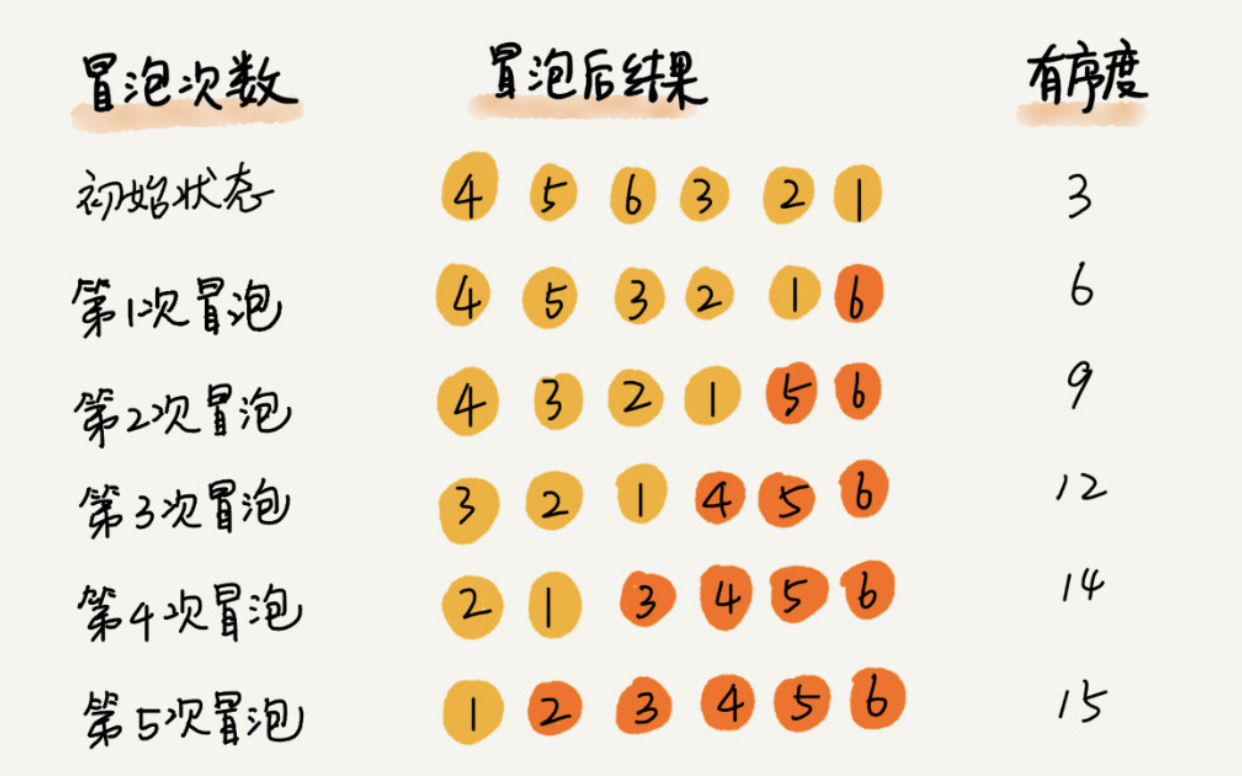 冒泡次数 冒泡后结果 有序度
初始状态 4 5 6 3 2 1 3
第1次冒泡 4 5 3 2 1 6 6
第2次冒泡 4 3 2 1 5 6 9
第3次冒泡 3 2 1 4 5 6 12
第4次冒泡 2 1 3 4 5 6 14
第5次冒泡 1 2 3 4 5 6 15